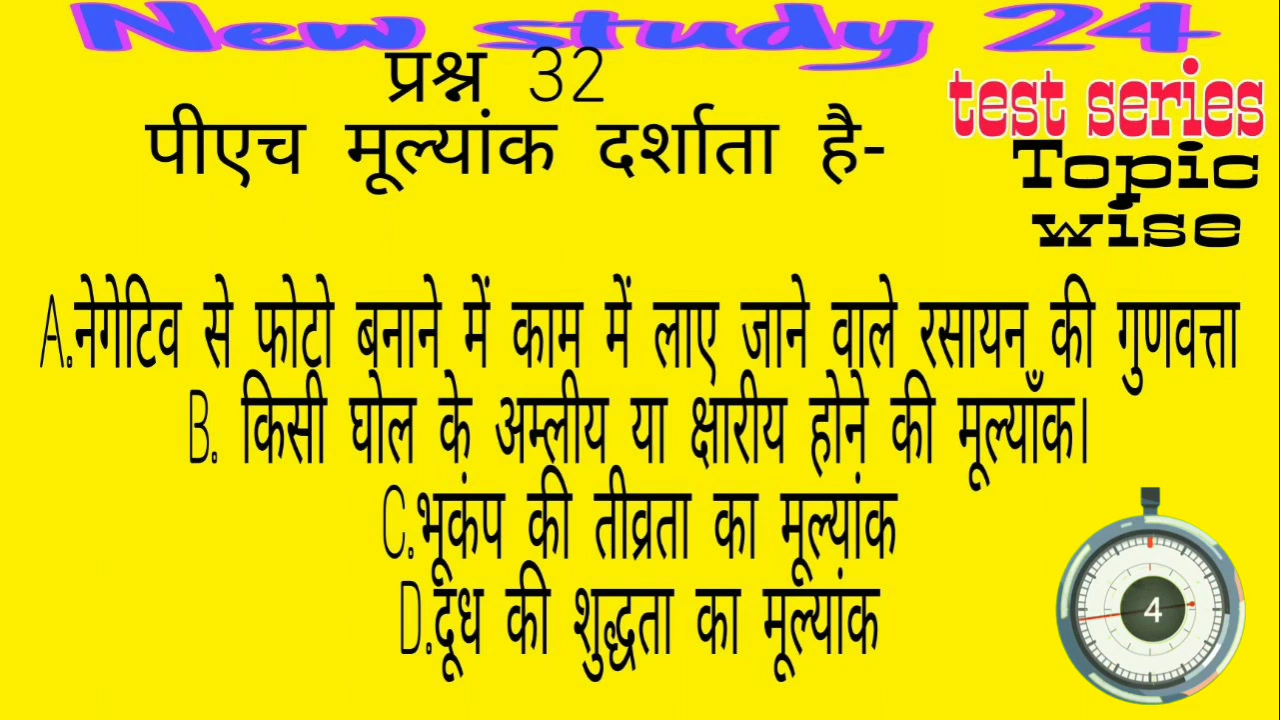 New study 24
प्रश्न 32
test series
पीएच मूल्यांक दर्शाता है-
Topic
wise
A.नेगेटिव से फोटो बनाने में काम में लाए जाने वाले रसायन की गुणवत्ता
B. किसी घोल के अम्लीय या क्षारीय होने की मूल्याँक।
C.भूकंप की तीव्रता का मूल्यांक
D.दूध की शुद्धता का मूल्यांक
4